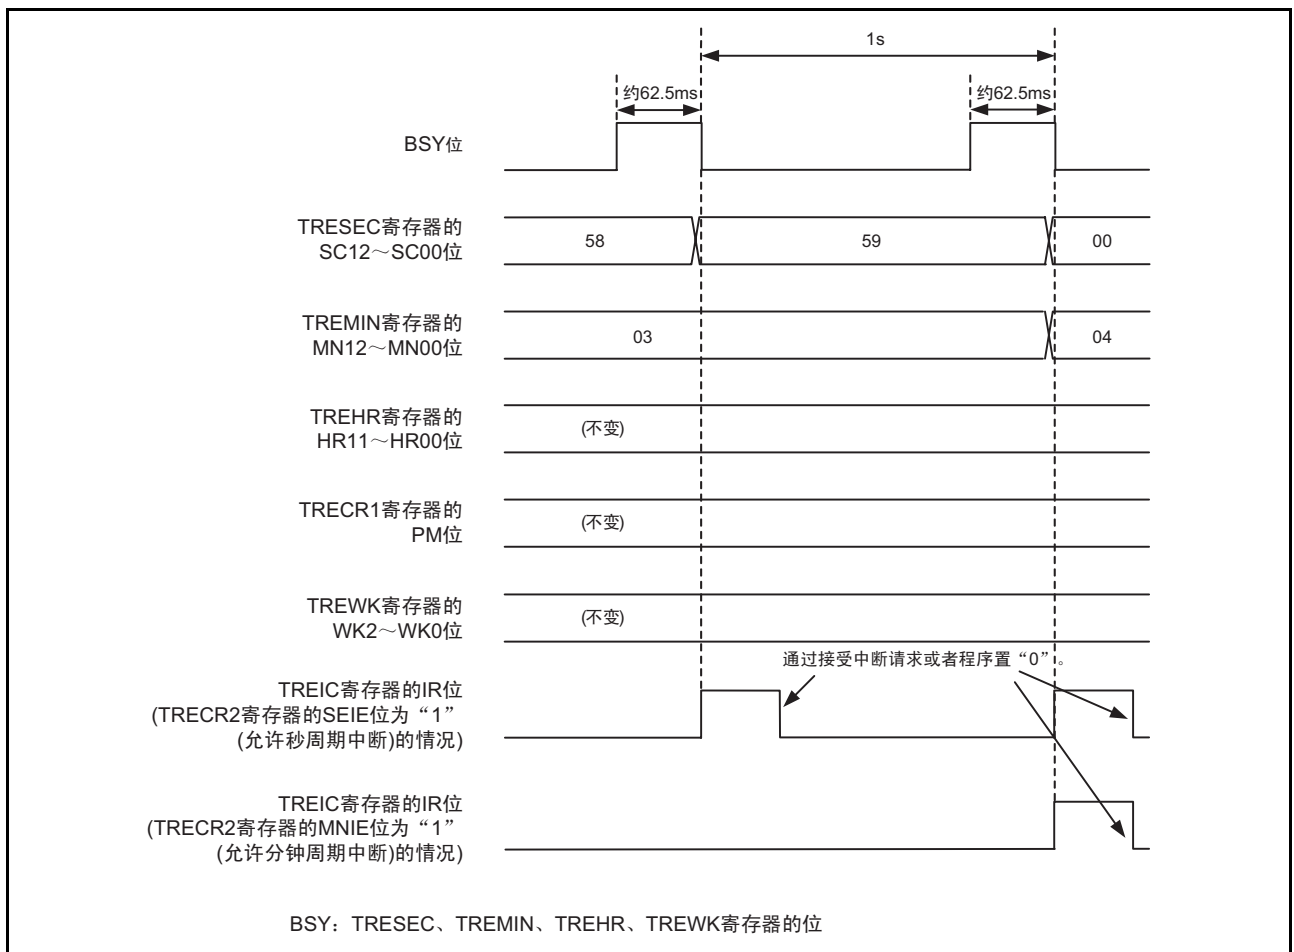 1s
约62.5ms
约62.5ms
BSY位
TRESEC寄存器的
SC12～SC00位
58
59
00
TREMIN寄存器的
MN12～MN00位
03
04
TREHR寄存器的
HR11～HR00位
(不变)
TRECR1寄存器的
PM位
(不变)
TREWK寄存器的
WK2～WK0位
(不变)
通过接受中断请求或者程序置“0”。
TREIC寄存器的IR位
(TRECR2寄存器的SEIE位为“1”
(允许秒周期中断)的情况)
TREIC寄存器的IR位
(TRECR2寄存器的MNIE位为“1”
(允许分钟周期中断)的情况)
BSY：TRESEC、TREMIN、TREHR、TREWK寄存器的位